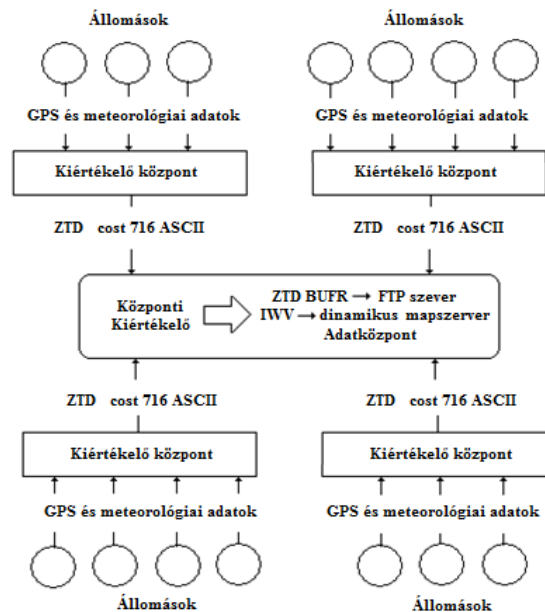 Állomások
Állomások
GPS és meteorológiai adatok
GPS és meteorológiai adatok
Kiértékelő központ
Kiértékelő központ
ZTD cost 716 ASCII
ZTD cost 716 ASCII
Központi
Kiértékelő
ZTD BUFR → FTP szever
IWV → dinamikus mapszerver
Adatközpont
ZTD cost 716 ASCII
ZTD cost 716 ASCII
Kiértékelő központ
Kiértékelő központ
GPS és meteorológiai adatok
GPS és meteorológiai adatok
Állomások
Állomások